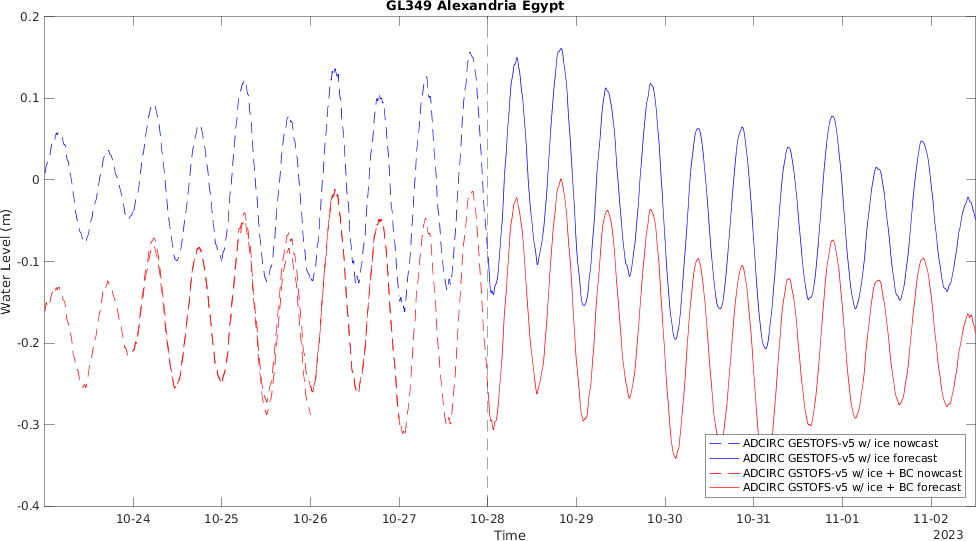 GL349 Alexandria Egypt
0.2
0.1
0
-0.1
-0.2
-0.3
-0.4
Water Level (m)
ADCIRC GESTOFS-v5 w/ ice nowcast
ADCIRC GESTOFS-v5 w/ ice forecast
ADCIRC GSTOFS-v5 w/ ice + BC nowcast
ADCIRC GSTOFS-v5 w/ ice + BC forecast
10-24 10-25 10-26 10-27 10-28 10-29 10-30 10-31 11-01 11-02
Time
2023